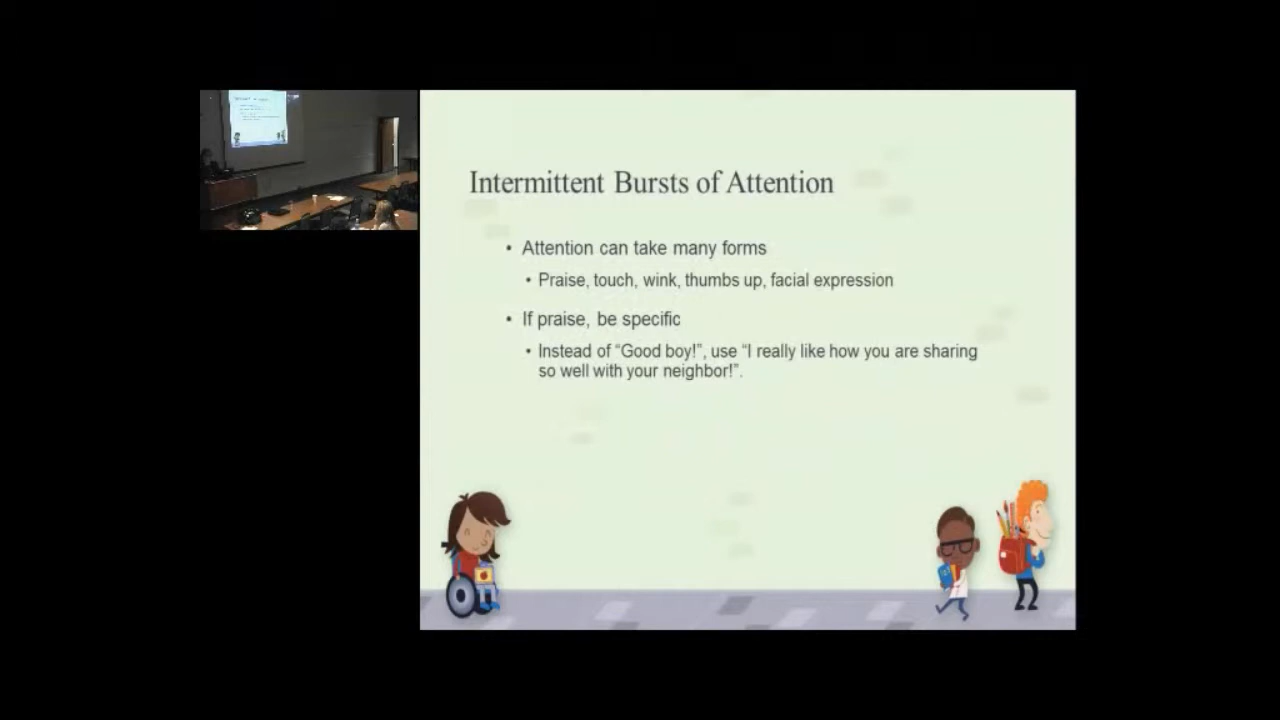 Intermittent Bursts of Attention
• Attention can take many forms
• Praise, touch, wink, thumbs up, facial expression
• If praise, be specific
• Instead of “Good boy!”, use “I really like how you are sharing
so well with your neighbor!”.